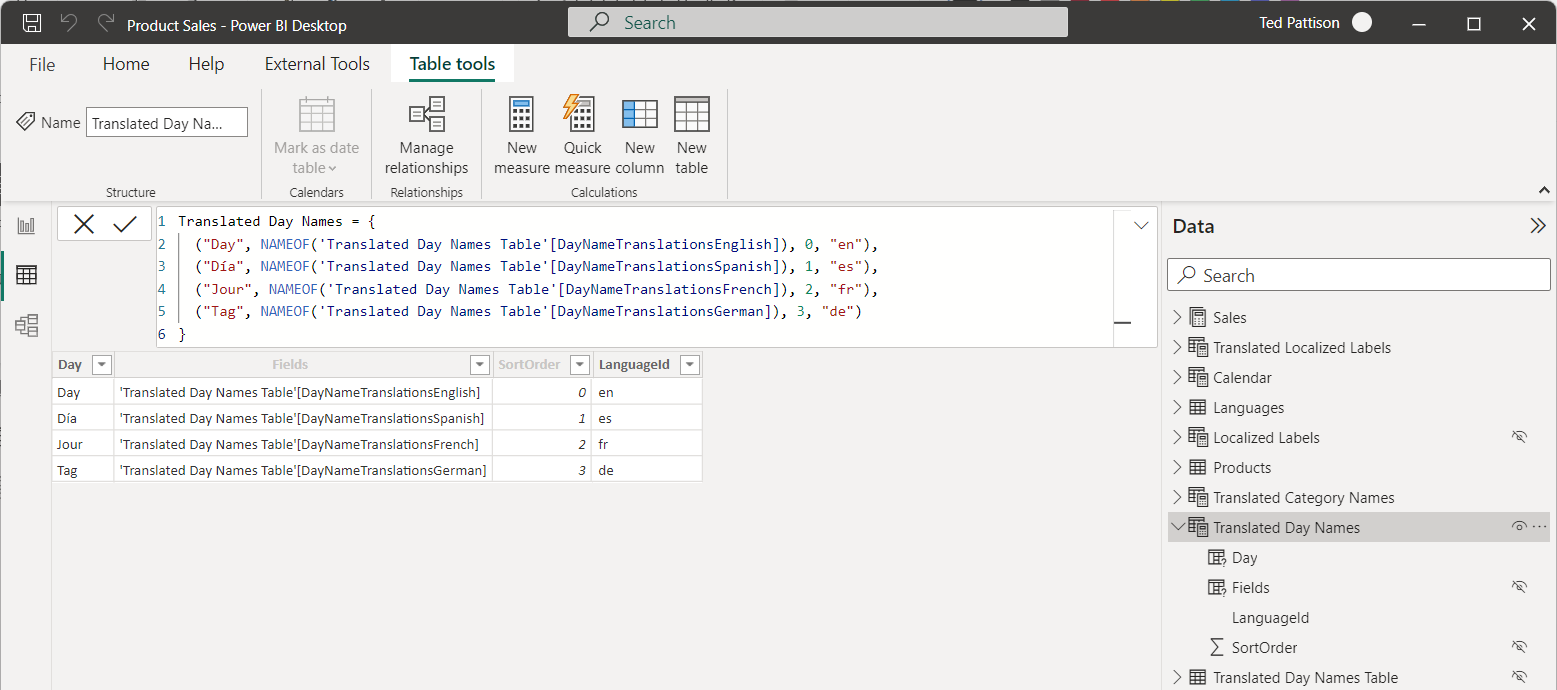 Product Sales - Power BI Desktop
Search
Ted Pattison
File Home Help External Tools Table tools
Name Translated Day Na...
Mark as date table
Manage relationships
New measure
Quick measure
New column
New table
Structure
Calendars
Relationships
Calculations
1 Translated Day Names = {
2 ("Day", NAMEOF('Translated Day Names Table'[DayNameTranslationsEnglish]), 0, "en"),
3 ("Día", NAMEOF('Translated Day Names Table'[DayNameTranslationsSpanish]), 1, "es"),
4 ("Jour", NAMEOF('Translated Day Names Table'[DayNameTranslationsFrench]), 2, "fr"),
5 ("Tag", NAMEOF('Translated Day Names Table'[DayNameTranslationsGerman]), 3, "de")
6 }
Day Fields SortOrder LanguageId
Day 'Translated Day Names Table'[DayNameTranslationsEnglish] 0 en
Día 'Translated Day Names Table'[DayNameTranslationsSpanish] 1 es
Jour 'Translated Day Names Table'[DayNameTranslationsFrench] 2 fr
Tag 'Translated Day Names Table'[DayNameTranslationsGerman] 3 de
Data
Search
Sales
Translated Localized Labels
Calendar
Languages
Localized Labels
Products
Translated Category Names
Translated Day Names
Day
Fields
LanguageId
SortOrder
Translated Day Names Table